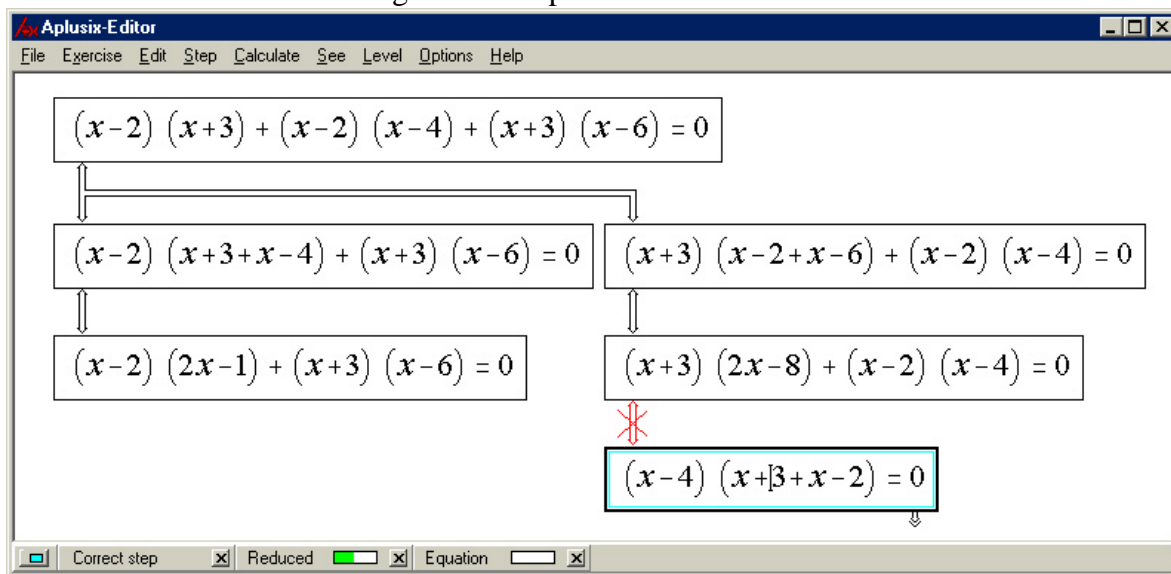 Aplusix-Editor
File Exercise Edit Step Calculate See Level Options Help
(x-2) (x+3) + (x-2) (x-4) + (x+3) (x-6) = 0
(x-2) (x+3+x-4) + (x+3) (x-6) = 0
(x+3) (x-2+x-6) + (x-2) (x-4) = 0
(x-2) (2x-1) + (x+3) (x-6) = 0
(x+3) (2x-8) + (x-2) (x-4) = 0
(x-4) (x+3+x-2) = 0
Correct step Reduced Equation